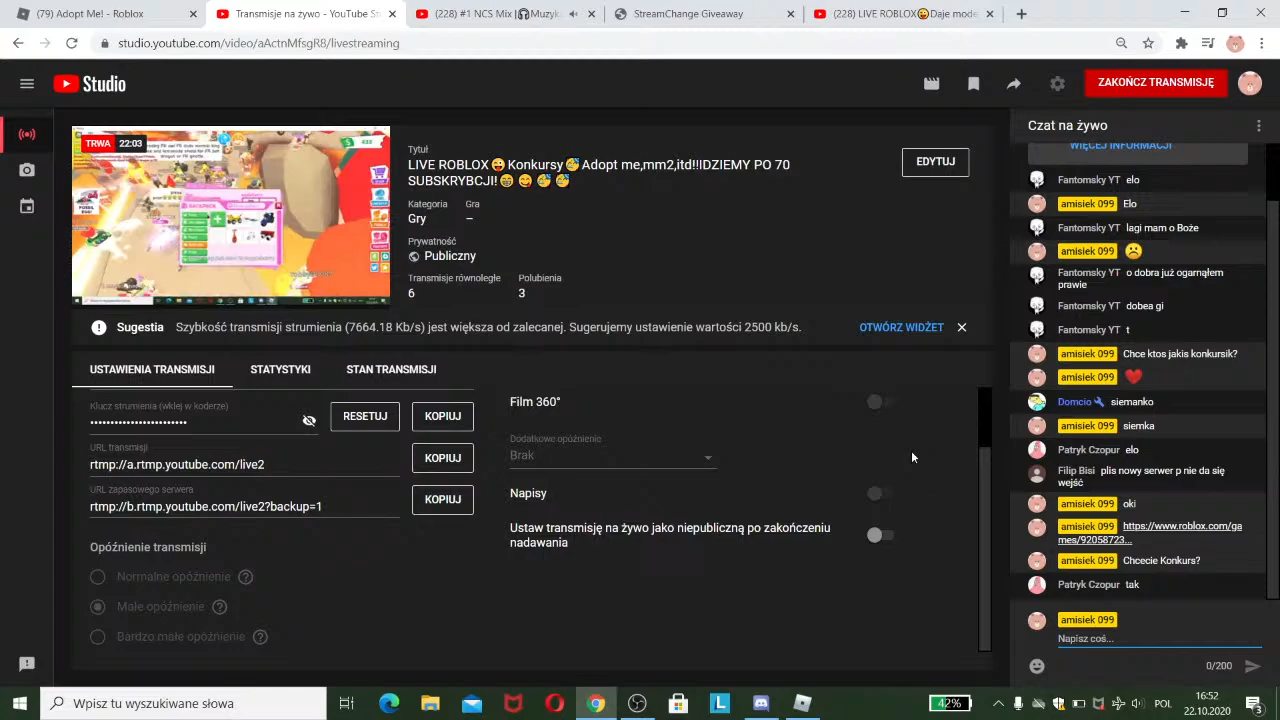 (79) Adopt Me! - Roblox
Transmisje na żywo - YouTube St
(228) #1 NCS Mix | Muzyk
StreamChange Giveaway
(228) LIVE ROBLOX😀Daje mode
studio.youtube.com/video/aActnMfsgR8/livestreaming
Studio
ZAKOŃCZ TRANSMISJĘ
TRWA 22:03
Tytuł
LIVE ROBLOX😜Konkursy🥳Adopt me,mm2,itd!!IDZIEMY PO 70
SUBSKRYBCJI!😁 😋 🥳 🥳
EDYTUJ
Kategoria Gra
Gry –
Prywatność
Publiczny
Transmisje równoległe Polubienia
6 3
Sugestia Szybkość transmisji strumienia (7664.18 Kb/s) jest większa od zalecanej. Sugerujemy ustawienie wartości 2500 kb/s.
OTWÓRZ WIDŻET
USTAWIENIA TRANSMISJI STATYSTYKI STAN TRANSMISJI
Klucz strumienia (wklej w koderze)
••••••••••••••••••••••••
RESETUJ KOPIUJ
URL transmisji
rtmp://a.rtmp.youtube.com/live2
KOPIUJ
URL zapasowego serwera
rtmp://b.rtmp.youtube.com/live2?backup=1
KOPIUJ
Opóźnienie transmisji
Normalne opóźnienie
Małe opóźnienie
Bardzo małe opóźnienie
Film 360°
Dodatkowe opóźnienie
Brak
Napisy
Ustaw transmisję na żywo jako niepubliczną po zakończeniu
nadawania
Czat na żywo
WIĘCEJ INFORMACJI
Fantomsky YT elo
amisiek 099 Elo
Fantomsky YT lagi mam o Boże
amisiek 099 ☹️
Fantomsky YT o dobra już ogarnąłem
prawie
Fantomsky YT dobea gi
Fantomsky YT t
amisiek 099 Chce ktos jakis konkursik?
amisiek 099 ❤️
Domcio siemanko
amisiek 099 siemka
Patryk Czopur elo
Filip Bisi plis nowy serwer p nie da się
wejść
amisiek 099 oki
amisiek 099 https://www.roblox.com/ga
mes/92058723...
amisiek 099 Chcecie Konkurs?
Patryk Czopur tak
amisiek 099
Napisz coś...
0/200
Wpisz tu wyszukiwane słowa
42%
POL
16:52
22.10.2020
3